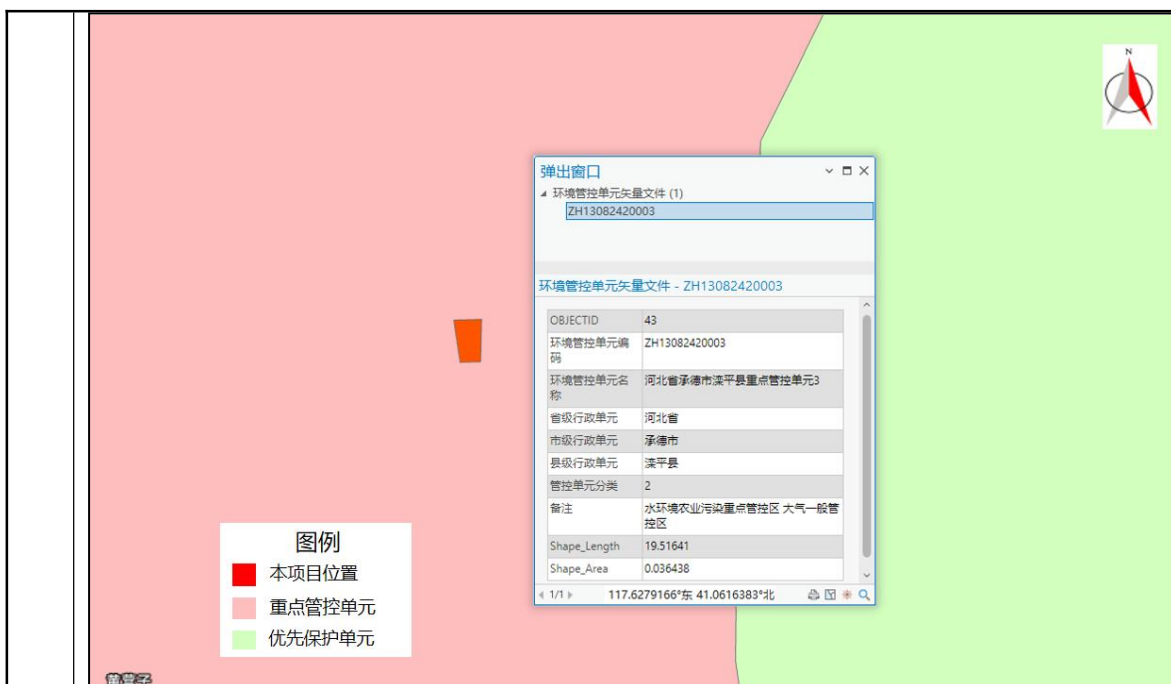 N
弹出窗口
环境管控单元矢量文件 (1)
ZH13082420003
环境管控单元矢量文件 - ZH13082420003
OBJECTID 43
环境管控单元编
码 ZH13082420003
环境管控单元名
称 河北省承德市滦平县重点管控单元3
省级行政单元 河北省
市级行政单元 承德市
县级行政单元 滦平县
管控单元分类 2
备注 水环境农业污染重点管控区 大气一般管
控区
Shape_Length 19.51641
Shape_Area 0.036438
1/1 117.6279166°东 41.0616383°北
图例
本项目位置
重点管控单元
优先保护单元